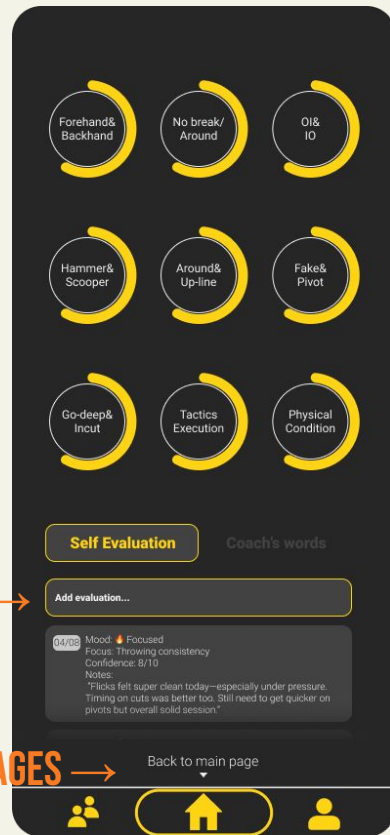 Forehand&
Backhand
No break/
Around
OI&
IO
Hammer&
Scooper
Around&
Up-line
Fake&
Pivot
Go-deep&
Incut
Tactics
Execution
Physical
Condition
Self Evaluation
Coach's words
Add evaluation...
04/08
Mood: 🔥 Focused
Focus: Throwing consistency
Confidence: 8/10
Notes:
"Flicks felt super clean today—especially under pressure.
Timing on cuts was better too. Still need to get quicker on
pivots but overall solid session."
AGES →
Back to main page